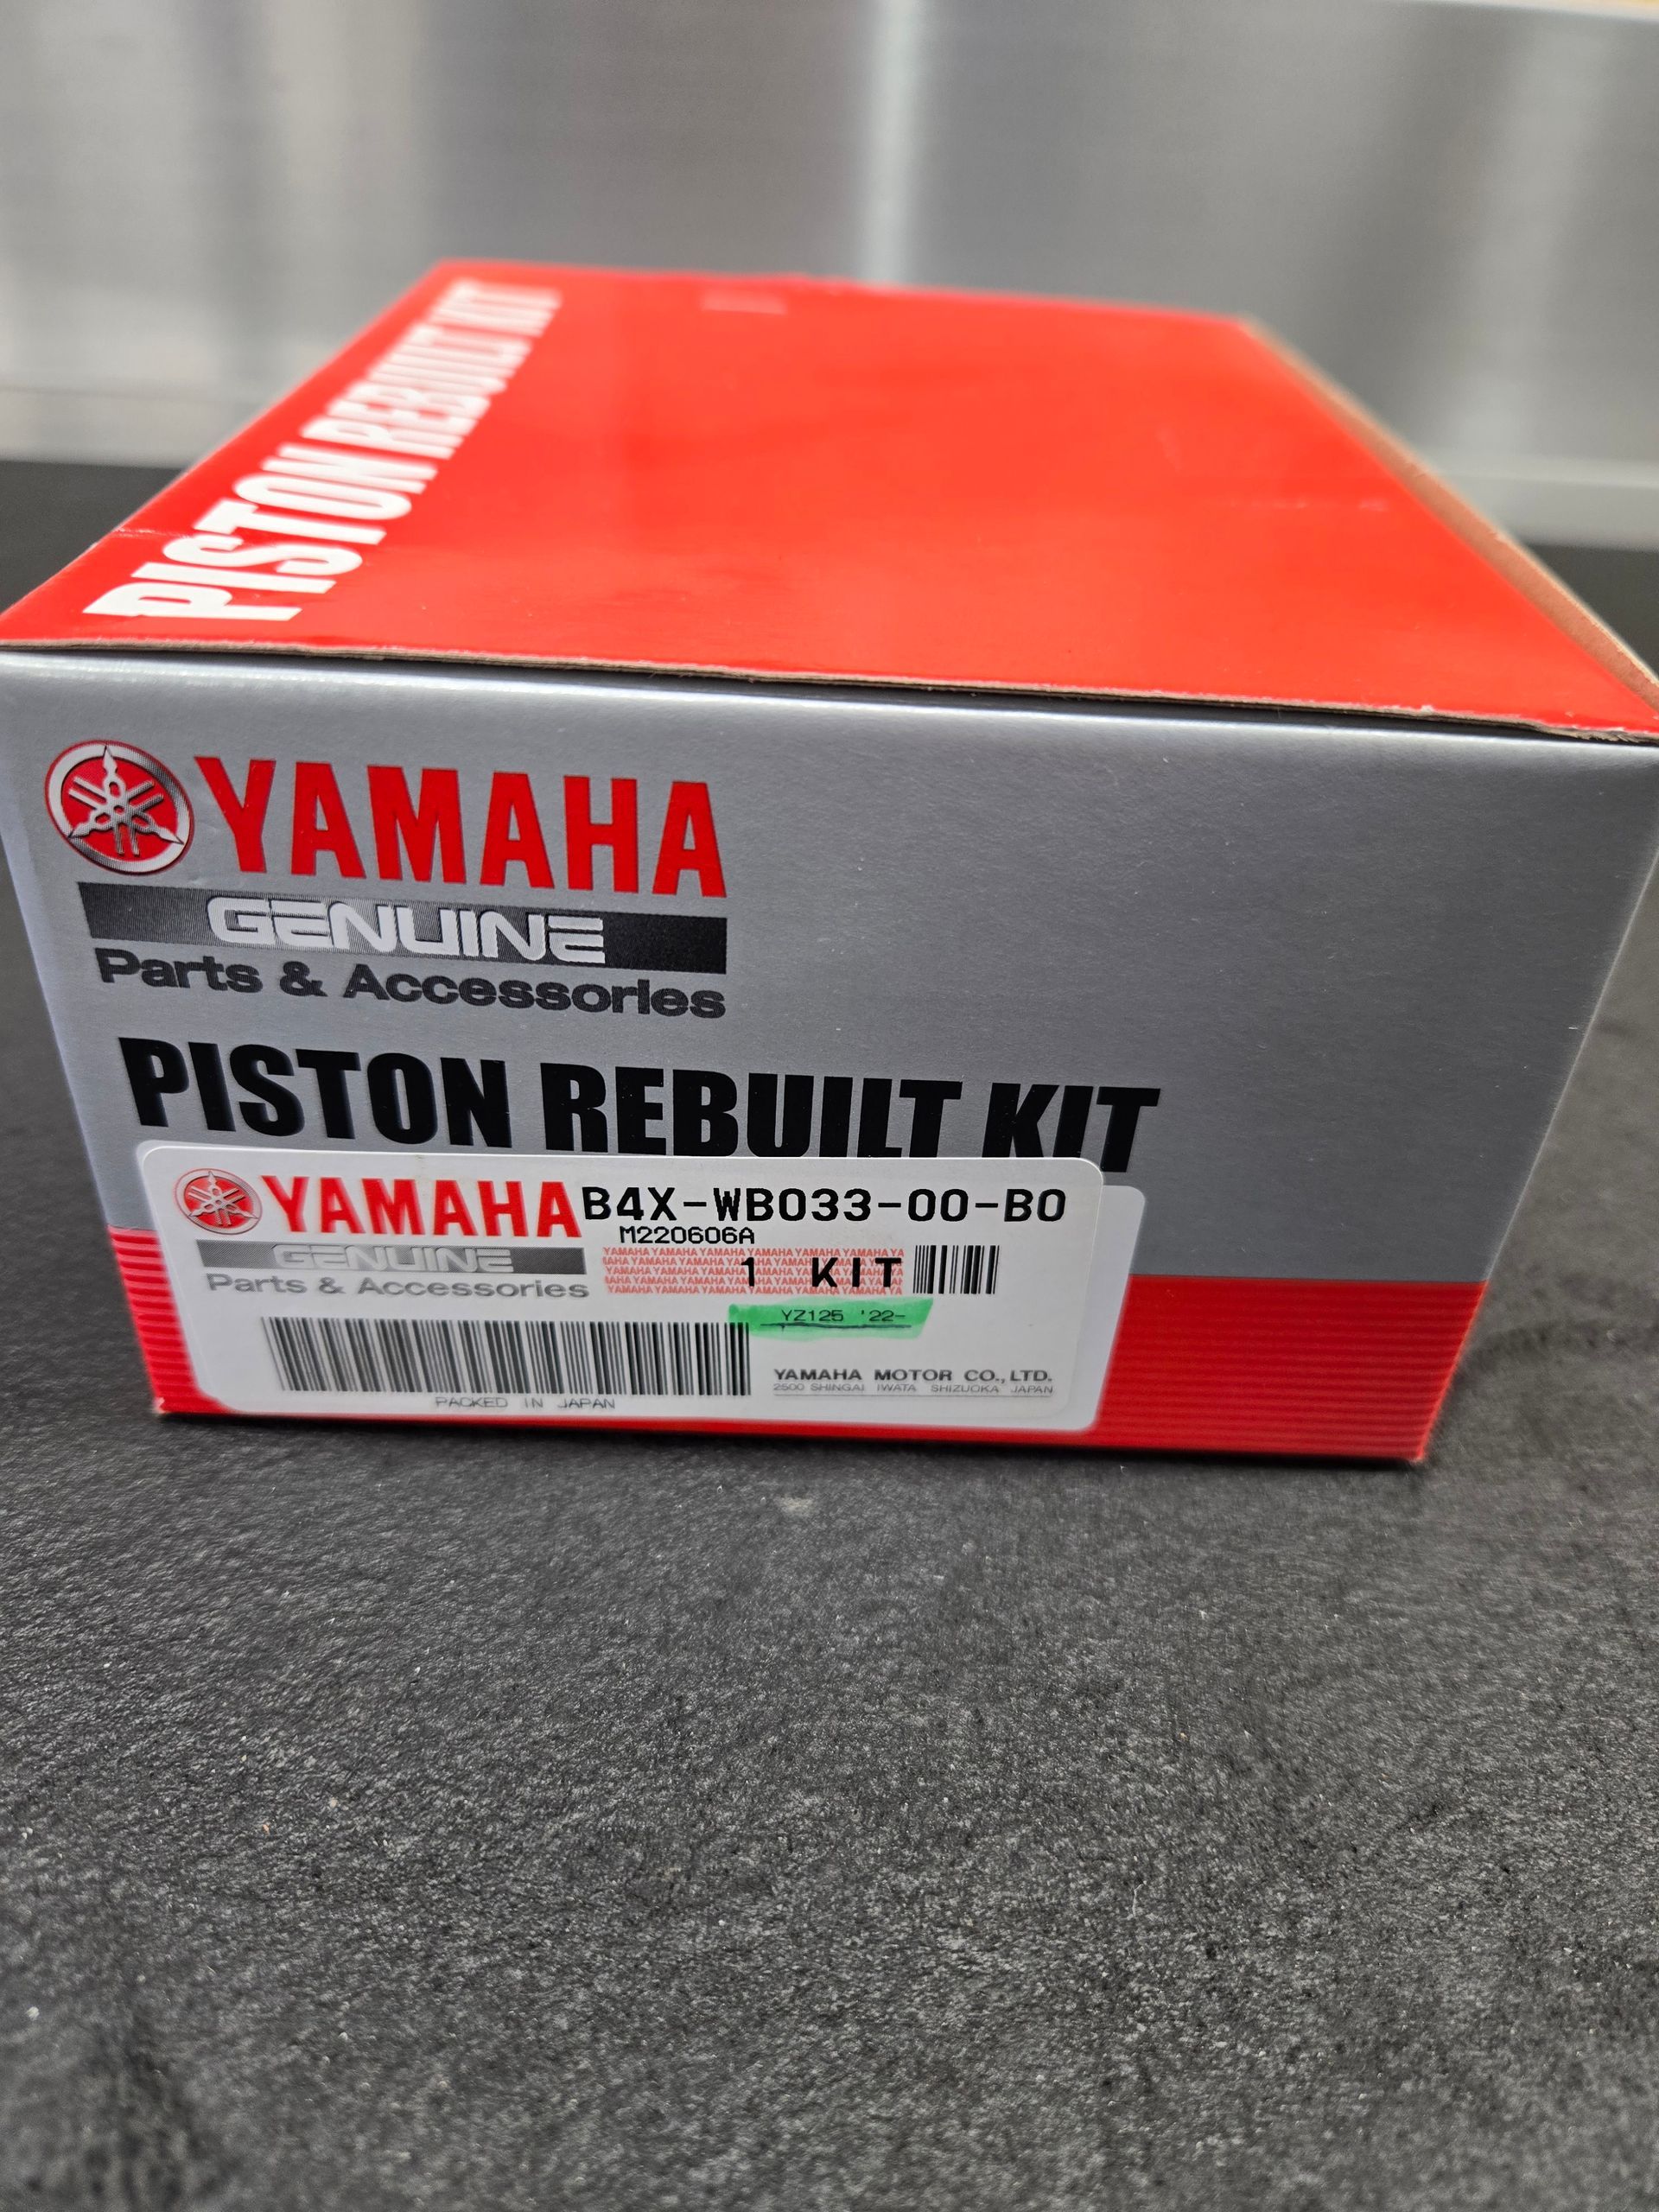 PISTON REBUILT KIT
YAMAHA
GENUINE
Parts & Accessories
PISTON REBUILT KIT
YAMAHA B4X-WB033-00-B0
M220606A
GENUINE
1 KIT
Parts & Accessories
YZ125 '22-
YAMAHA MOTOR CO.,LTD.
2500 SHINGAI IWATA SHIZUOKA JAPAN
PACKED IN JAPAN